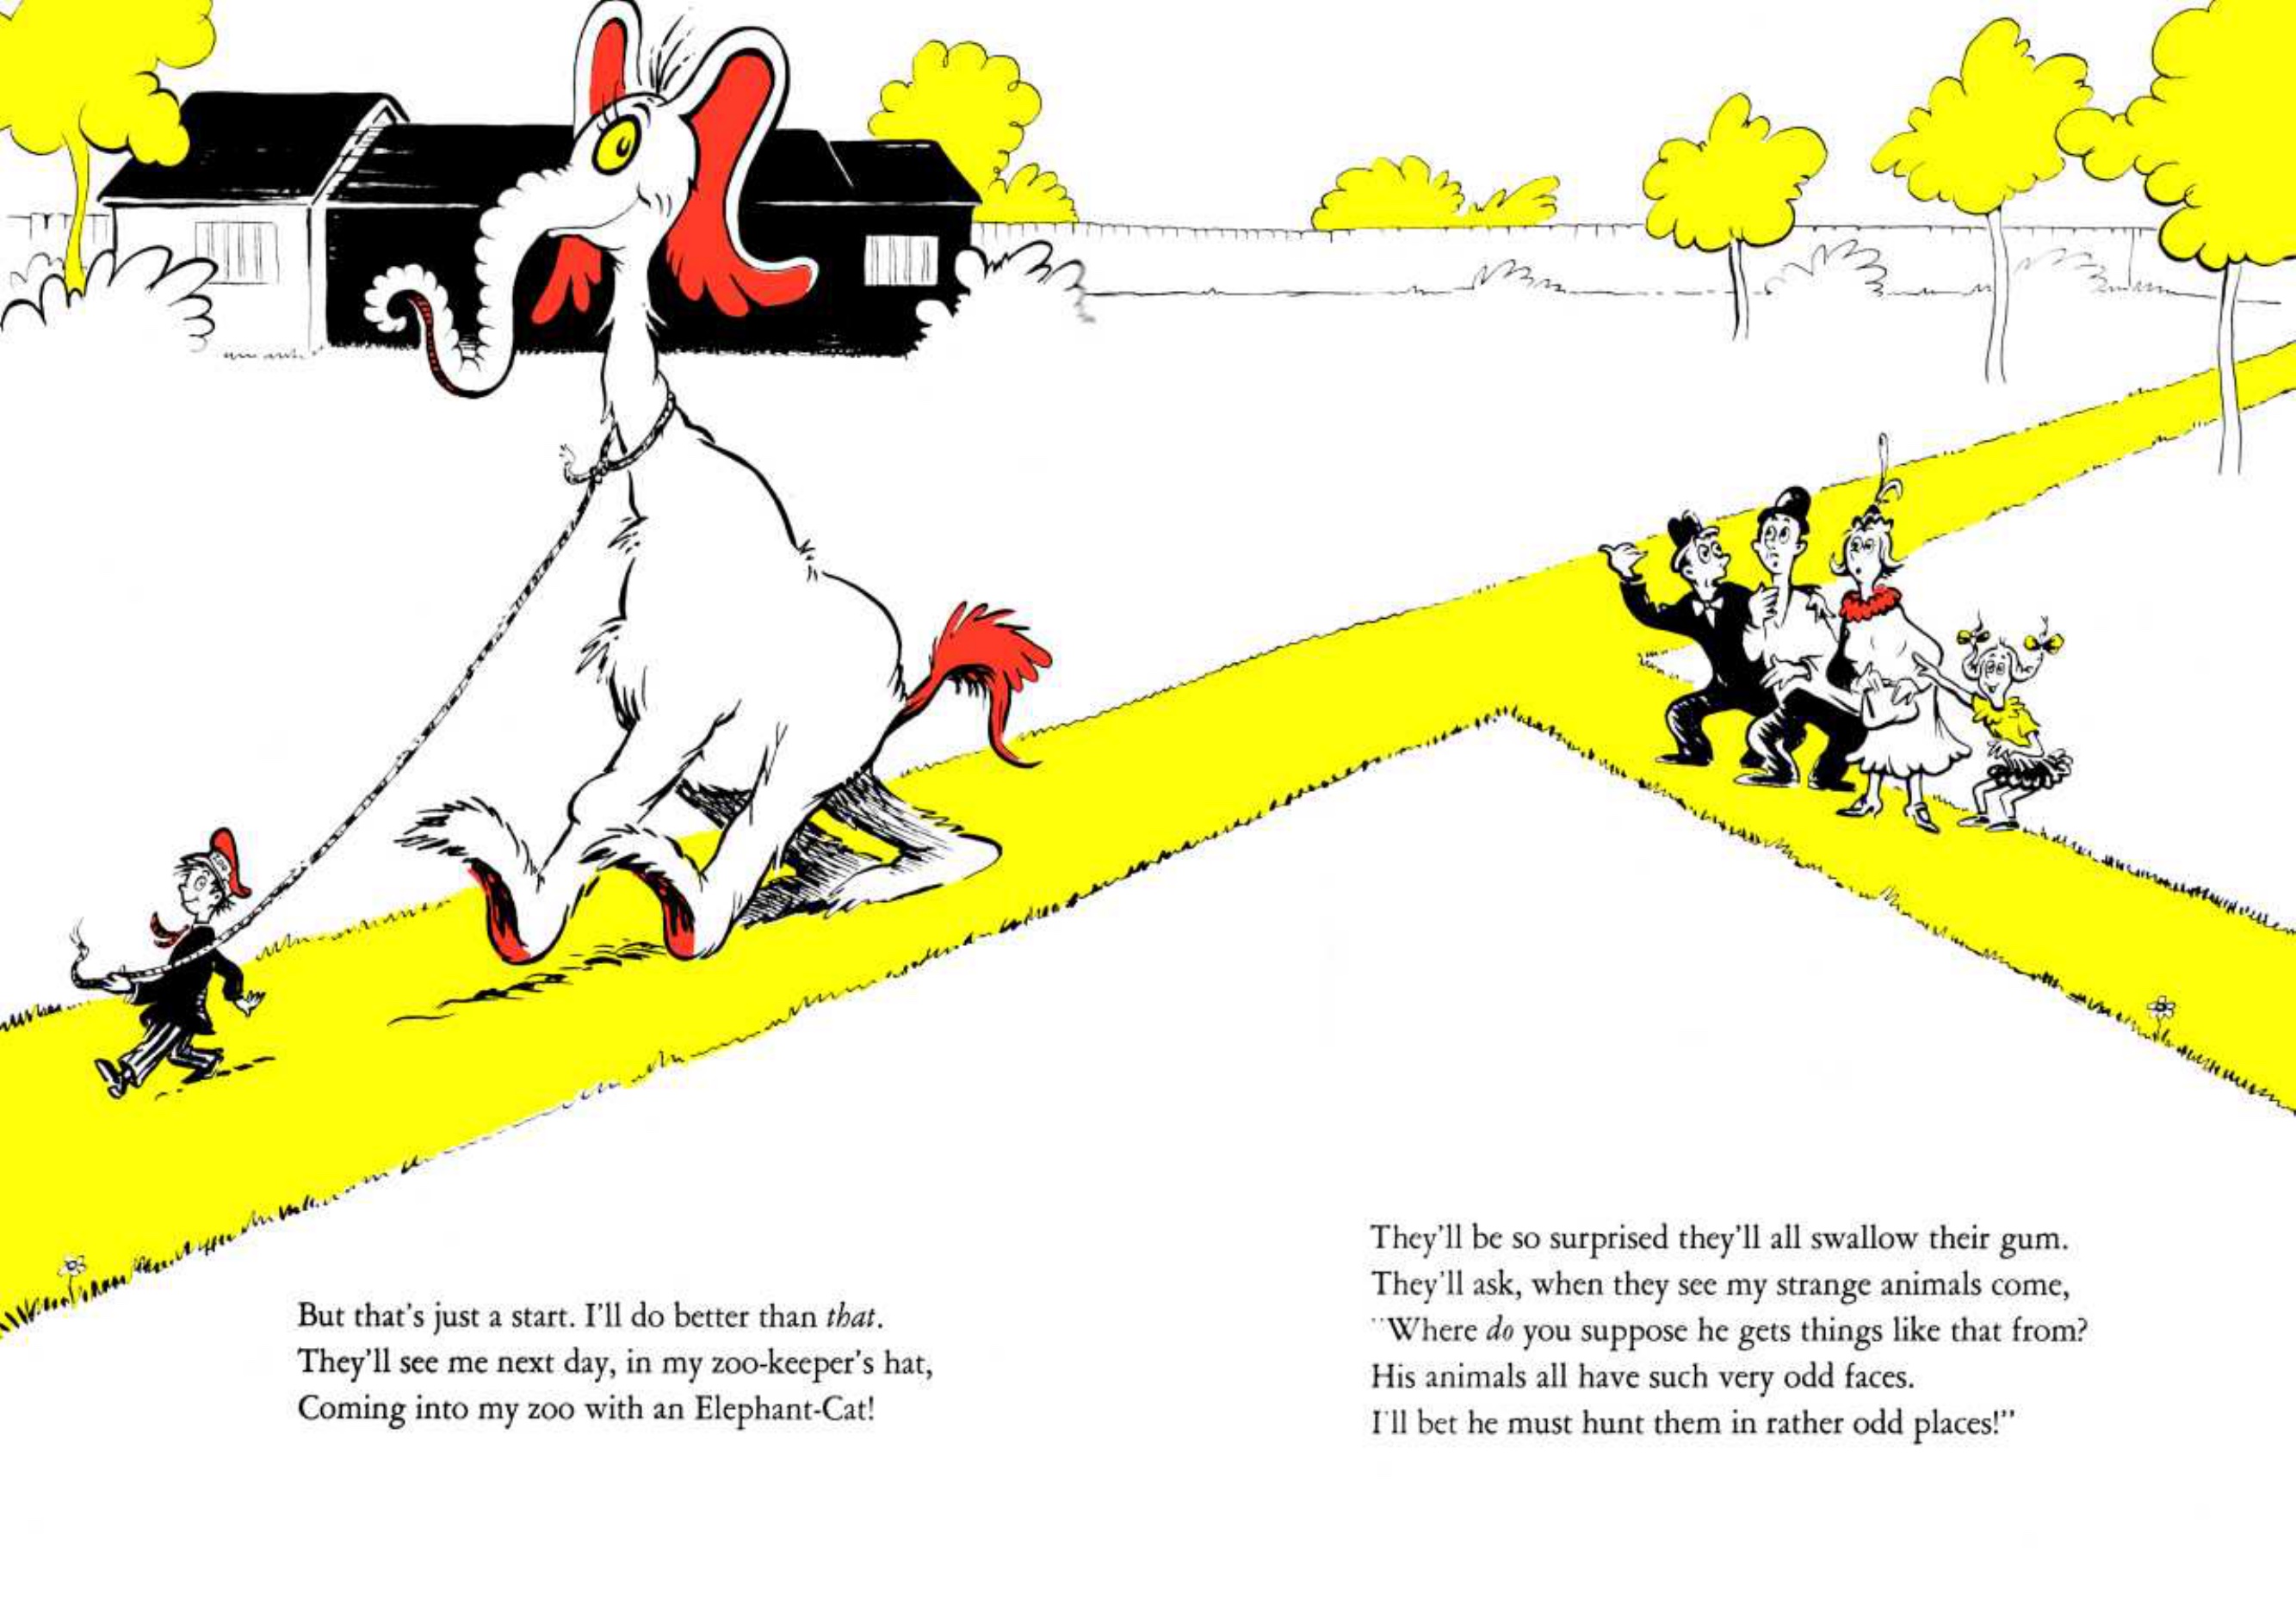 But that's just a start. I'll do better than that.
They'll see me next day, in my zoo-keeper's hat,
Coming into my zoo with an Elephant-Cat!
They'll be so surprised they'll all swallow their gum.
They'll ask, when they see my strange animals come,
"Where do you suppose he gets things like that from?
His animals all have such very odd faces.
I'll bet he must hunt them in rather odd places!"